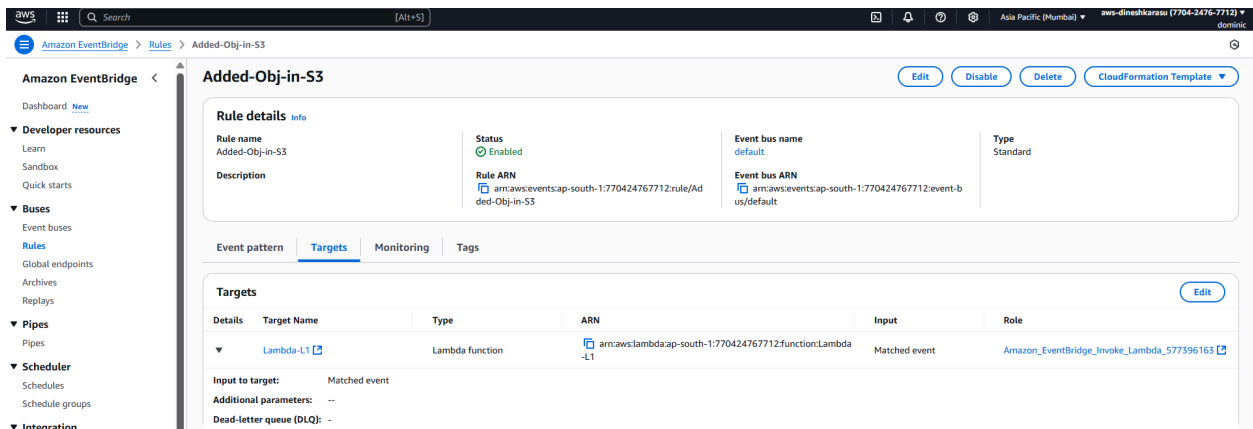 aws
Search
[Alt+S]
Asia Pacific (Mumbai) ▼
aws-dineshkarasu (7704-2476-7712) ▼
dominic
Amazon EventBridge > Rules > Added-Obj-in-S3
Amazon EventBridge
Dashboard New
▼ Developer resources
Learn
Sandbox
Quick starts
▼ Buses
Event buses
Rules
Global endpoints
Archives
Replays
▼ Pipes
Pipes
▼ Scheduler
Schedules
Schedule groups
▼ Integration
Added-Obj-in-S3
Edit
Disable
Delete
CloudFormation Template ▼
Rule details Info
Rule name
Added-Obj-in-S3
Description
Status
Enabled
Rule ARN
arn:aws:events:ap-south-1:770424767712:rule/Ad
ded-Obj-in-S3
Event bus name
default
Event bus ARN
arn:aws:events:ap-south-1:770424767712:event-b
us/default
Type
Standard
Event pattern
Targets
Monitoring
Tags
Targets
Edit
Details Target Name Type ARN Input Role
▼ Lambda-L1 Lambda function arn:aws:lambda:ap-south-1:770424767712:function:Lambda Matched event Amazon_EventBridge_Invoke_Lambda_577396163
-L1
Input to target: Matched event
Additional parameters: --
Dead-letter queue (DLQ): -